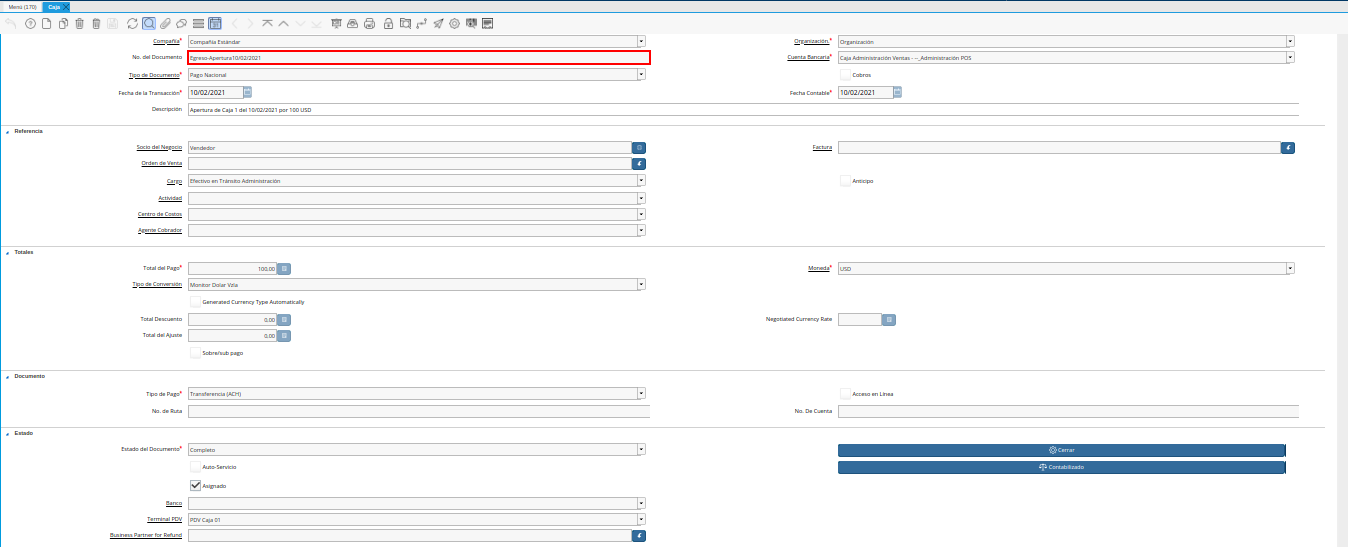 Menú (170) Caja
Compañía* Compañía Estándar Organización* Organización
No. del Documento Egreso-Apertura10/02/2021 Cuenta Bancaria* Caja Administración Ventas - --_Administración POS
Tipo de Documento* Pago Nacional Cobros
Fecha de la Transacción* 10/02/2021 Fecha Contable* 10/02/2021
Descripción Apertura de Caja 1 del 10/02/2021 por 100 USD
Referencia
Socio del Negocio Vendedor Factura
Orden de Venta
Cargo Efectivo en Tránsito Administración Anticipo
Actividad
Centro de Costos
Agente Cobrador
Totales
Total del Pago* 100,00 Moneda* USD
Tipo de Conversión Monitor Dolar Vzla
Generated Currency Type Automatically
Total Descuento 0,00 Negotiated Currency Rate
Total del Ajuste 0,00
Sobre/sub pago
Documento
Tipo de Pago* Transferencia (ACH) Acceso en Línea
No. de Ruta No. De Cuenta
Estado
Estado del Documento* Completo Cerrar
Auto-Servicio Contabilizado
Asignado
Banco
Terminal PDV PDV Caja 01
Business Partner for Refund